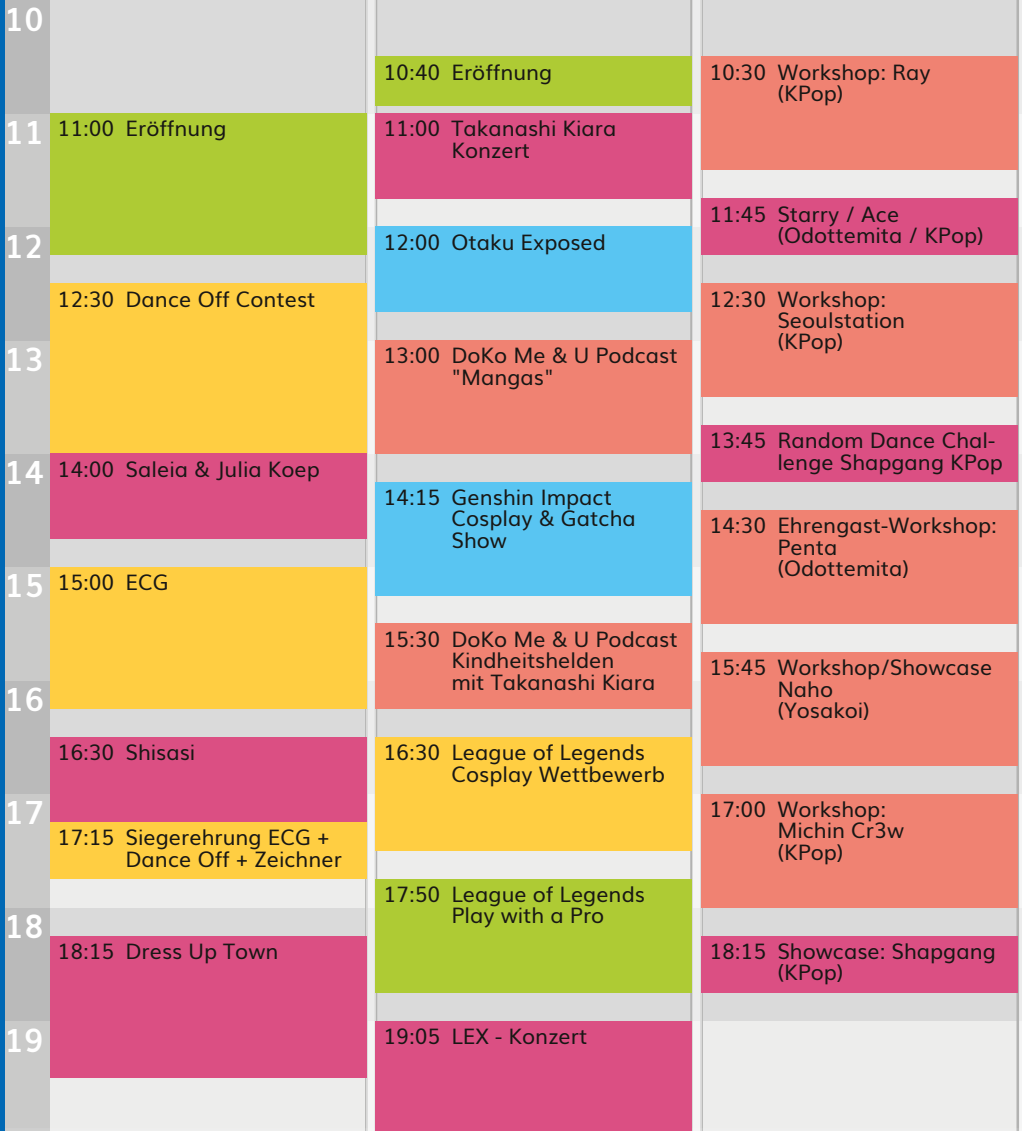 10
11
12
13
14
15
16
17
18
19
11:00 Eröffnung
12:30 Dance Off Contest
14:00 Saleia & Julia Koep
15:00 ECG
16:30 Shisasi
17:15 Siegerehrung ECG +
Dance Off + Zeichner
18:15 Dress Up Town
10:40 Eröffnung
11:00 Takanashi Kiara
Konzert
12:00 Otaku Exposed
13:00 DoKo Me & U Podcast
"Mangas"
14:15 Genshin Impact
Cosplay & Gatcha
Show
15:30 DoKo Me & U Podcast
Kindheitshelden
mit Takanashi Kiara
16:30 League of Legends
Cosplay Wettbewerb
17:50 League of Legends
Play with a Pro
19:05 LEX - Konzert
10:30 Workshop: Ray
(KPop)
11:45 Starry / Ace
(Odottemita / KPop)
12:30 Workshop:
Seoulstation
(KPop)
13:45 Random Dance Chal-
lenge Shapgang KPop
14:30 Ehrengast-Workshop:
Penta
(Odottemita)
15:45 Workshop/Showcase
Naho
(Yosakoi)
17:00 Workshop:
Michin Cr3w
(KPop)
18:15 Showcase: Shapgang
(KPop)